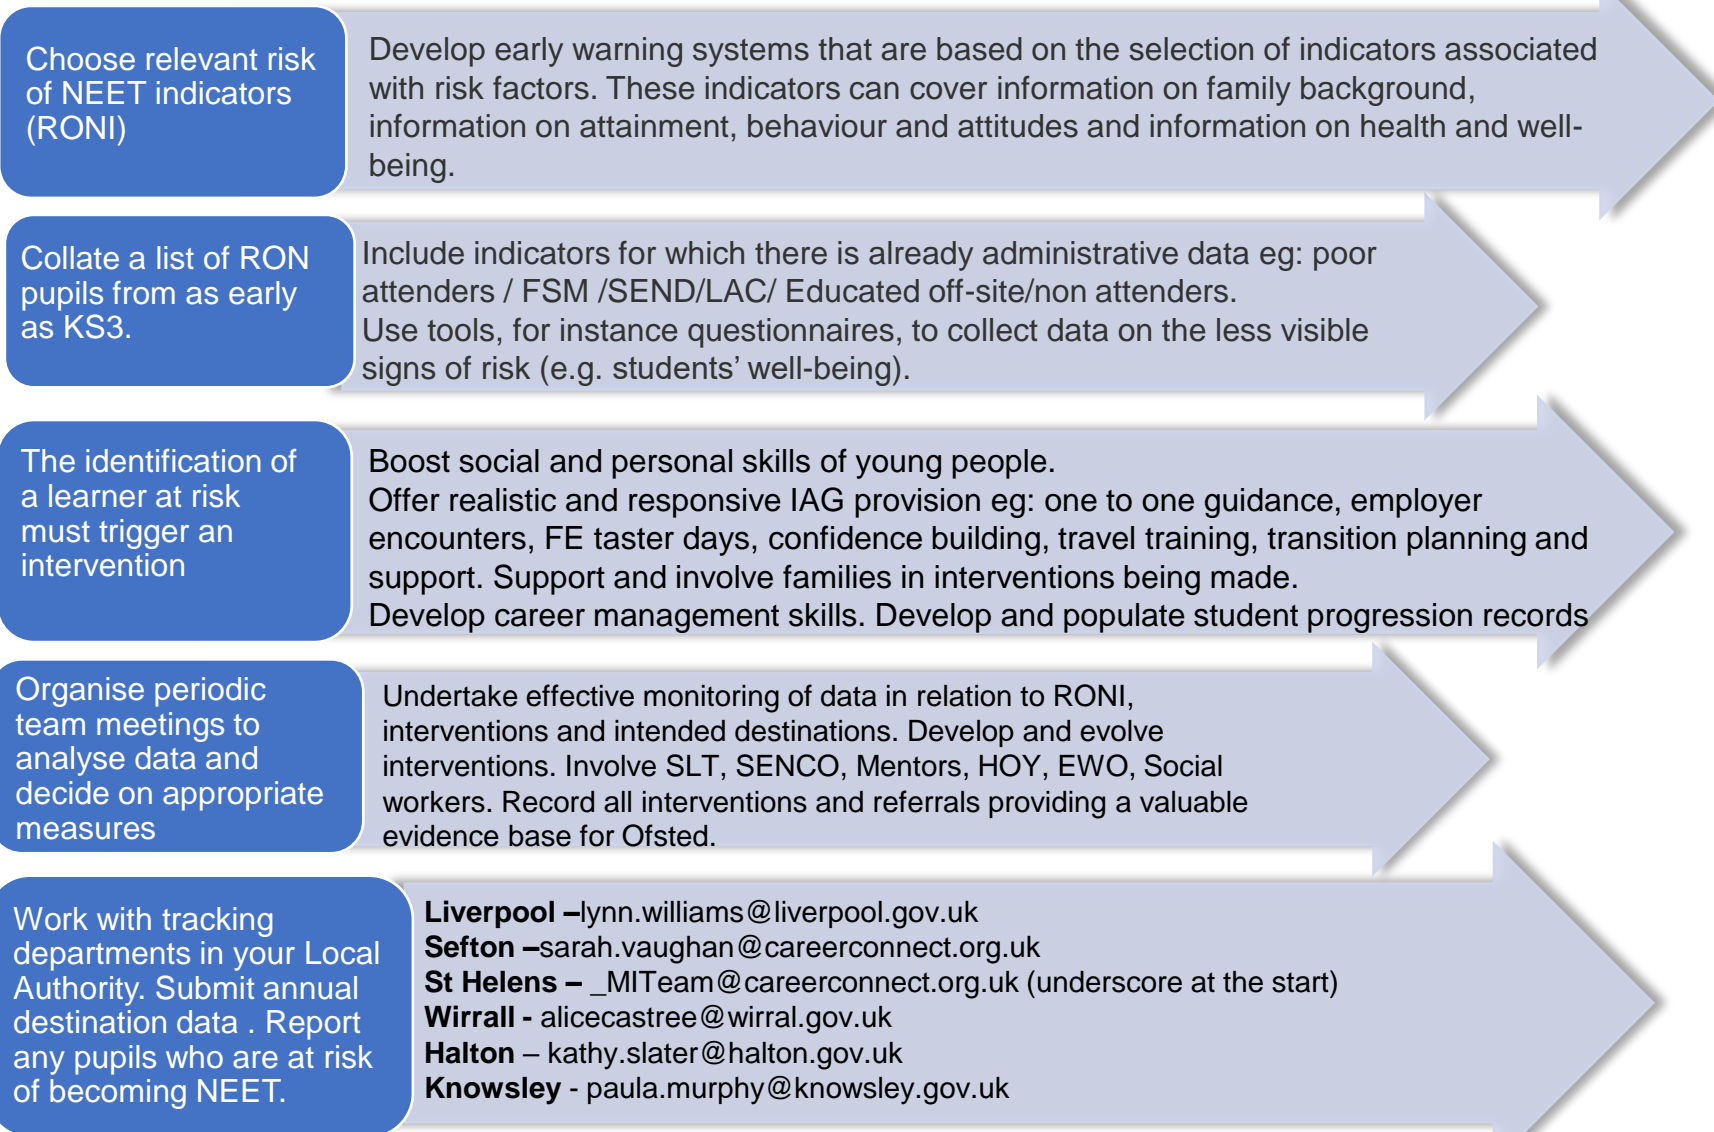 Choose relevant risk
of NEET indicators
(RONI)
Develop early warning systems that are based on the selection of indicators associated
with risk factors. These indicators can cover information on family background,
information on attainment, behaviour and attitudes and information on health and well-
being.
Collate a list of RON
pupils from as early
as KS3.
Include indicators for which there is already administrative data eg: poor
attenders / FSM /SEND/LAC/ Educated off-site/non attenders.
Use tools, for instance questionnaires, to collect data on the less visible
signs of risk (e.g. students’ well-being).
The identification of
a learner at risk
must trigger an
intervention
Boost social and personal skills of young people.
Offer realistic and responsive IAG provision eg: one to one guidance, employer
encounters, FE taster days, confidence building, travel training, transition planning and
support. Support and involve families in interventions being made.
Develop career management skills. Develop and populate student progression records
Organise periodic
team meetings to
analyse data and
decide on appropriate
measures
Undertake effective monitoring of data in relation to RONI,
interventions and intended destinations. Develop and evolve
interventions. Involve SLT, SENCO, Mentors, HOY, EWO, Social
workers. Record all interventions and referrals providing a valuable
evidence base for Ofsted.
Work with tracking
departments in your Local
Authority. Submit annual
destination data . Report
any pupils who are at risk
of becoming NEET.
Liverpool –lynn.williams@liverpool.gov.uk
Sefton –sarah.vaughan@careerconnect.org.uk
St Helens – _MITeam@careerconnect.org.uk (underscore at the start)
Wirrall - alicecastree@wirral.gov.uk
Halton – kathy.slater@halton.gov.uk
Knowsley - paula.murphy@knowsley.gov.uk